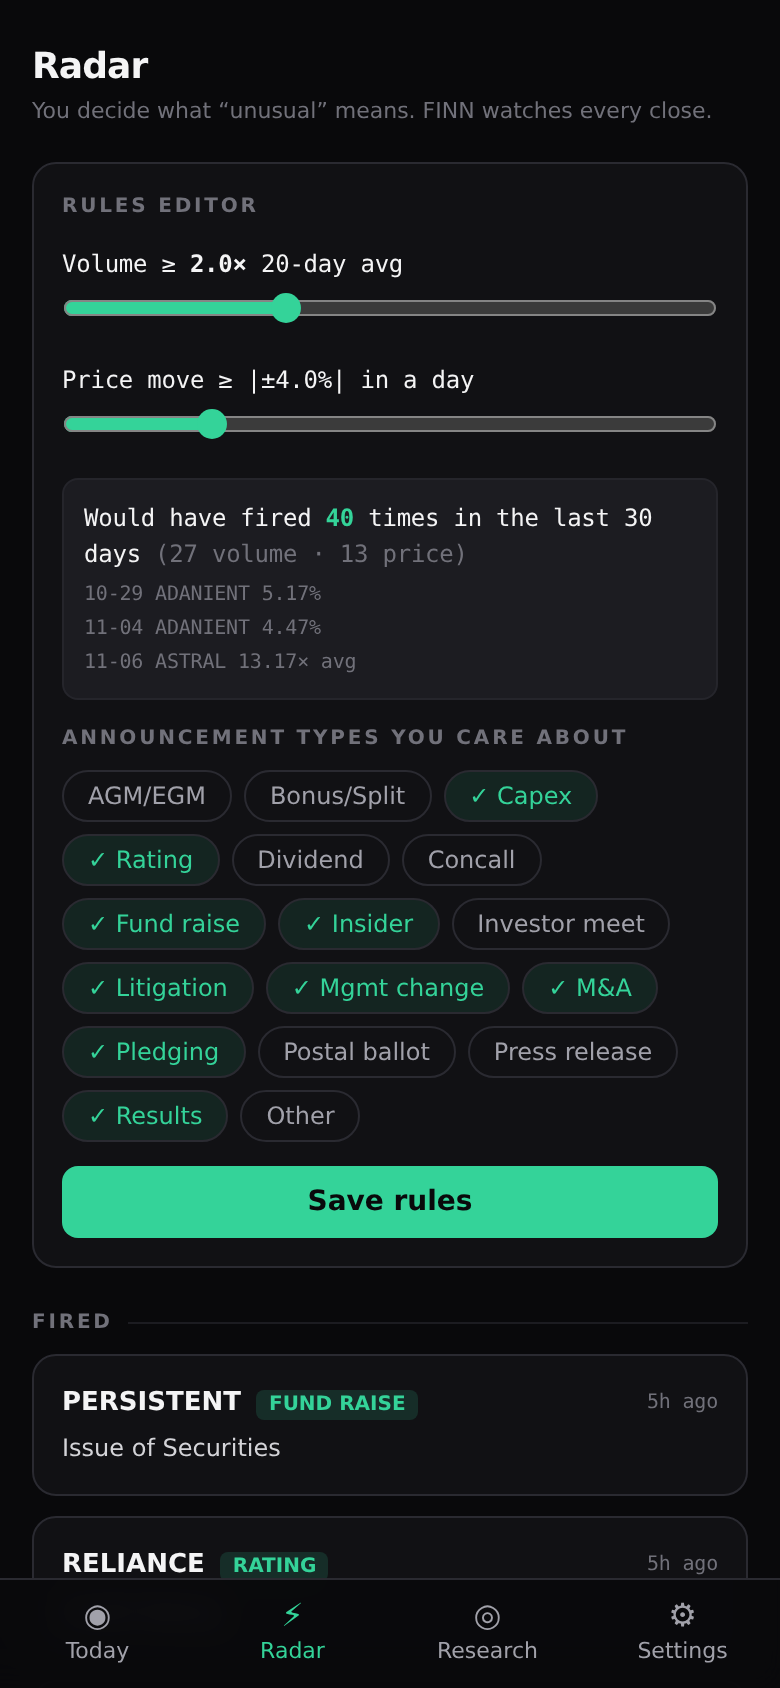 Radar
You decide what “unusual” means. FINN watches every close.
RULES EDITOR
Volume ≥ 2.0× 20-day avg
Price move ≥ |±4.0%| in a day
Would have fired 40 times in the last 30
days (27 volume · 13 price)
10-29 ADANIENT 5.17%
11-04 ADANIENT 4.47%
11-06 ASTRAL 13.17× avg
ANNOUNCEMENT TYPES YOU CARE ABOUT
AGM/EGM Bonus/Split ✓ Capex
✓ Rating Dividend Concall
✓ Fund raise ✓ Insider Investor meet
✓ Litigation ✓ Mgmt change ✓ M&A
✓ Pledging Postal ballot Press release
✓ Results Other
Save rules
FIRED
PERSISTENT FUND RAISE 5h ago
Issue of Securities
RELIANCE RATING 5h ago
Today Radar Research Settings